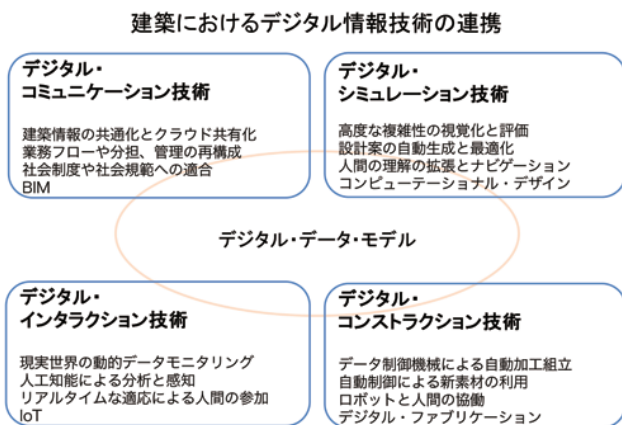 建築におけるデジタル情報技術の連携
デジタル・
コミュニケーション技術
建築情報の共通化とクラウド共有化
業務フローや分担、管理の再構成
社会制度や社会規範への適合
BIM
デジタル・
シミュレーション技術
高度な複雑性の視覚化と評価
設計案の自動生成と最適化
人間の理解の拡張とナビゲーション
コンピューテーショナル・デザイン
デジタル・データ・モデル
デジタル・
インタラクション技術
現実世界の動的データモニタリング
人工知能による分析と感知
リアルタイムな適応による人間の参加
IoT
デジタル・
コンストラクション技術
データ制御機械による自動加工組立
自動制御による新素材の利用
ロボットと人間の協働
デジタル・ファブリケーション